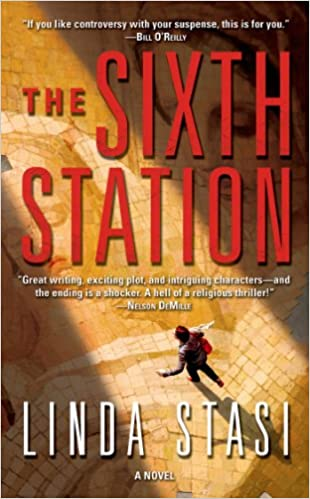 "If you like controversy with your suspense, this is for you."
—BILL O'REILLY
THE SIXTH
STATION
"Great writing, exciting plot, and intriguing characters—and
the ending is a shocker. A hell of a religious thriller!"
—NELSON DEMILLE
LINDA STASI
A NOVEL